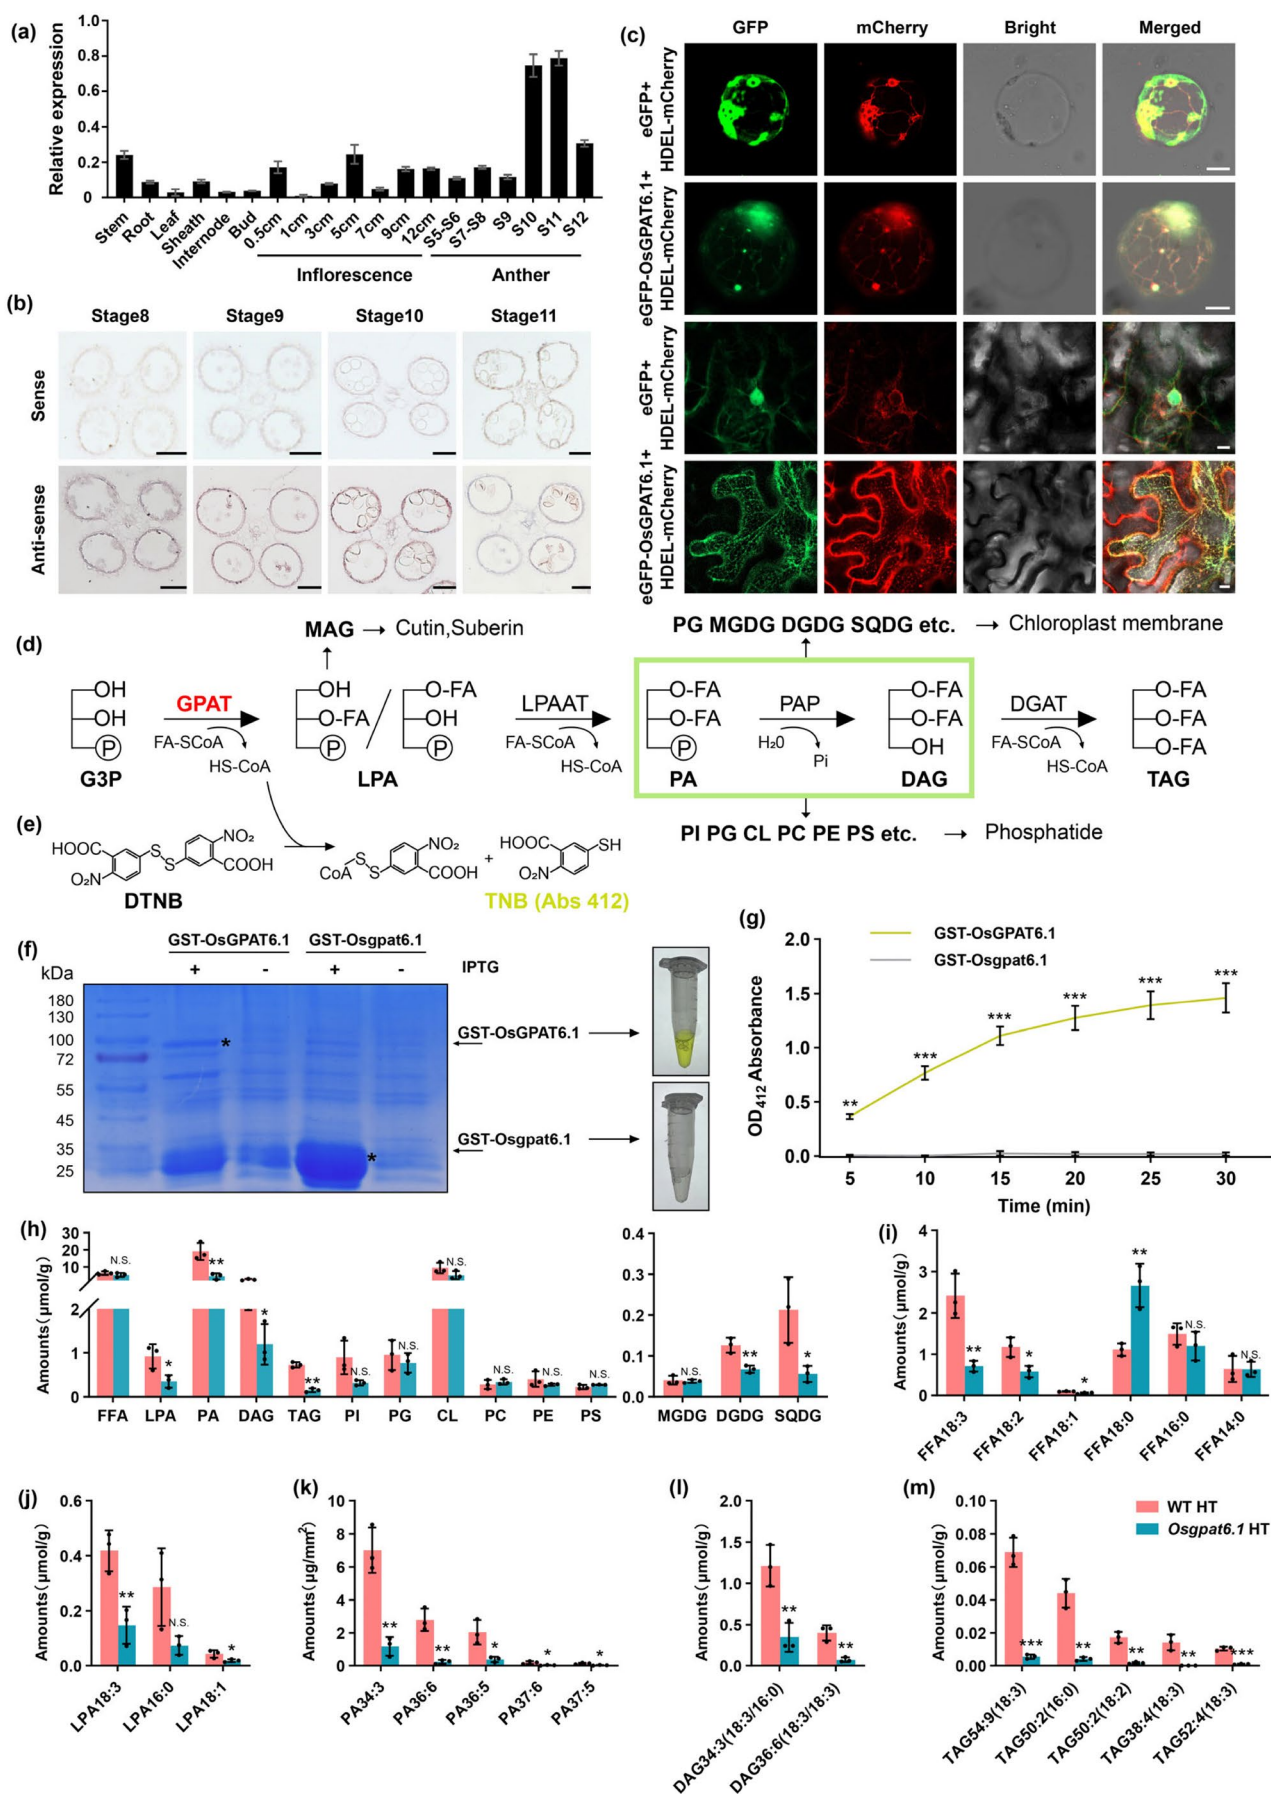 (a)
Relative expression
1.0
0.8
0.6
0.4
0.2
0
Stem
Root
Leaf
Sheath
Internode
Bud
0.5cm
1cm
3cm
5cm
7cm
9cm
12cm
S5-S6
S7-S8
S9
S10
S11
S12
Inflorescence
Anther
(b)
Stage8 Stage9 Stage10 Stage11
Sense
Anti-sense
(c)
GFP mCherry Bright Merged
eGFP+
HDEL-mCherry
eGFP-OsGPAT6.1+
HDEL-mCherry
eGFP+
HDEL-mCherry
eGFP-OsGPAT6.1+
HDEL-mCherry
(d)
MAG → Cutin,Suberin
PG MGDG DGDG SQDG etc. → Chloroplast membrane
OH
OH
P
G3P
GPAT
FA-SCoA
HS-CoA
OH
O-FA
P
O-FA
OH
P
LPA
LPAAT
FA-SCoA
HS-CoA
O-FA
O-FA
P
PA
PAP
H₂0
Pi
O-FA
O-FA
OH
DAG
DGAT
FA-SCoA
HS-CoA
O-FA
O-FA
O-FA
TAG
PI PG CL PC PE PS etc. → Phosphatide
(e)
HOOC
O₂N
S
S
NO₂
COOH
DTNB
CoA
S
S
NO₂
COOH
+
HOOC
O₂N
SH
TNB (Abs 412)
(f)
GST-OsGPAT6.1 GST-Osgpat6.1
kDa + - + - IPTG
180
130
100
72
55
45
35
25
*
*
GST-OsGPAT6.1
GST-Osgpat6.1
(g)
GST-OsGPAT6.1
GST-Osgpat6.1
OD₄₁₂ Absorbance
2.0
1.5
1.0
0.5
0.0
** *** *** *** *** ***
5 10 15 20 25 30
Time (min)
(h)
Amounts (μmol/g)
30
20
10
2
1
0
N.S. * ** * ** N.S. N.S. N.S. N.S. N.S. N.S.
FFA LPA PA DAG TAG PI PG CL PC PE PS
0.4
0.3
0.2
0.1
0.0
N.S. ** *
MGDG DGDG SQDG
(i)
Amounts (μmol/g)
4
3
2
1
0
** * * ** N.S. N.S.
FFA18:3
FFA18:2
FFA18:1
FFA18:0
FFA16:0
FFA14:0
(j)
Amounts (μmol/g)
0.6
0.4
0.2
0.0
** N.S. *
LPA18:3
LPA16:0
LPA18:1
(k)
Amounts (μg/mm²)
10
8
6
4
2
0
** ** * * *
PA34:3
PA36:6
PA36:5
PA37:6
PA37:5
(l)
Amounts (μmol/g)
2.0
1.5
1.0
0.5
0.0
** **
DAG34:3(18:3/16:0)
DAG36:6(18:3/18:3)
(m)
WT HT
Osgpat6.1 HT
Amounts (μmol/g)
0.10
0.08
0.06
0.04
0.02
0.00
*** ** ** ** ***
TAG54:9(18:3)
TAG50:2(16:0)
TAG50:2(18:2)
TAG38:4(18:3)
TAG52:4(18:3)